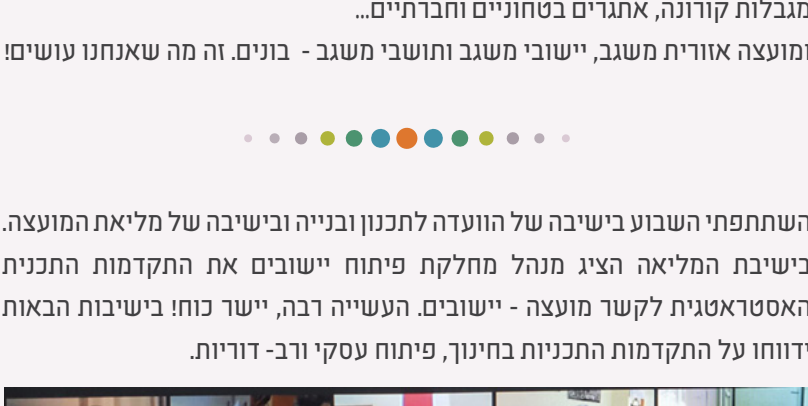 מגבלות קורונה, אתגרים בטחוניים וחברתיים...
ומועצה אזורית משגב, יישובי משגב ותושבי משגב - בונים. זה מה שאנחנו עושים!
השתתפתי השבוע בישיבה של הוועדה לתכנון ובנייה ובישיבה של מליאת המועצה.
בישיבת המליאה הציג מנהל מחלקת פיתוח יישובים את התקדמות התכנית
האסטראטגית לקשר מועצה - יישובים. העשייה רבה, יישר כוח! בישיבות הבאות
ידווחו על התקדמות התכניות בחינוך, פיתוח עסקי ורב- דוריות.